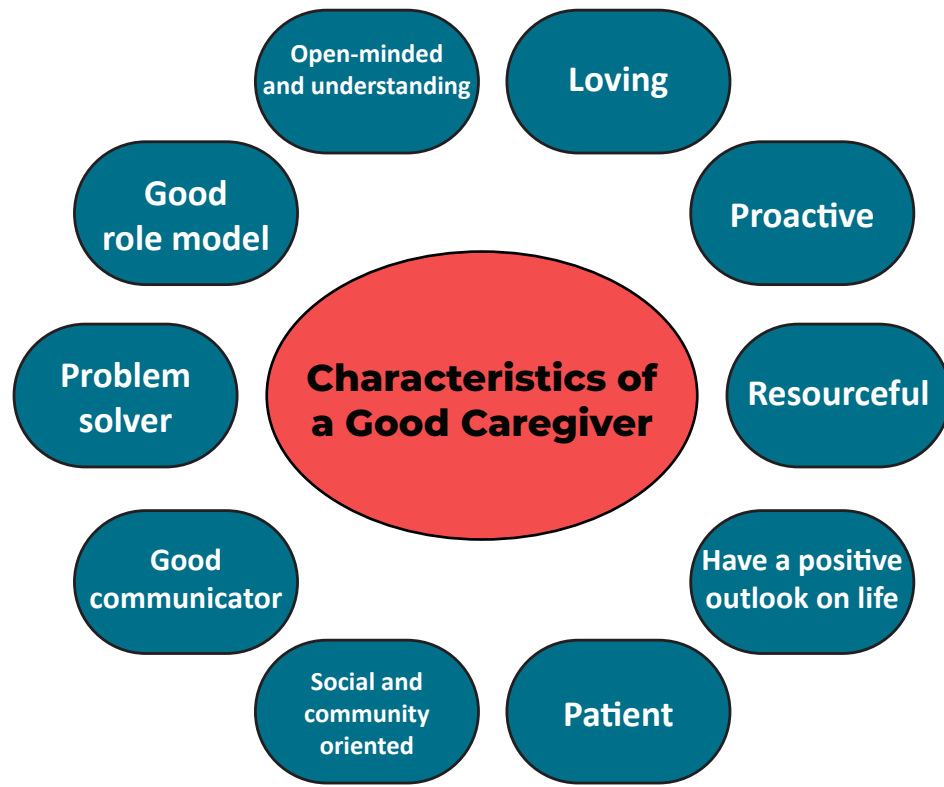 Open-minded
and understanding
Loving
Good
role model
Proactive
Problem
solver
Characteristics of
a Good Caregiver
Resourceful
Good
communicator
Have a positive
outlook on life
Social and
community
oriented
Patient